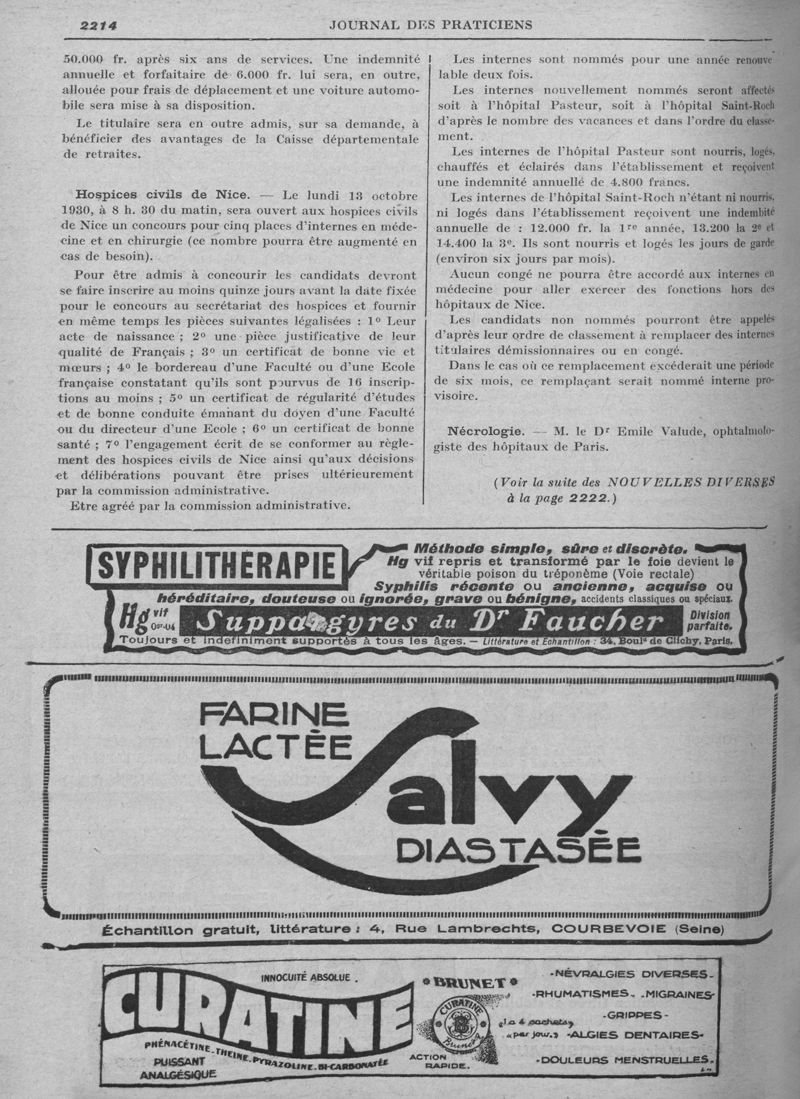 2214
JOURNAL DES PRATICIENS
50.000 fr. après six ans de services. Une indemnité
annuelle et forfaitaire de 6.000 fr. lui sera, en outre,
allouée pour frais de déplacement et une voiture automo-
bile sera mise à sa disposition.
Le titulaire sera en outre admis, sur sa demande, à
bénéficier des avantages de la Caisse départementale
de retraites.
Hospices civils de Nice. — Le lundi 13 octobre
1930, à 8 h. 30 du matin, sera ouvert aux hospices civils
de Nice un concours pour cinq places d'internes en méde-
cine et en chirurgie (ce nombre pourra être augmenté en
cas de besoin).
Pour être admis à concourir les candidats devront
se faire inscrire au moins quinze jours avant la date fixée
pour le concours au secrétariat des hospices et fournir
en même temps les pièces suivantes légalisées : 1º Leur
acte de naissance ; 2º une pièce justificative de leur
qualité de Français ; 3º un certificat de bonne vie et
mœurs ; 4º le bordereau d'une Faculté ou d'une Ecole
française constatant qu'ils sont pourvus de 16 inscrip-
tions au moins ; 5º un certificat de régularité d'études
et de bonne conduite émanant du doyen d'une Faculté
ou du directeur d'une Ecole ; 6º un certificat de bonne
santé ; 7º l'engagement écrit de se conformer au règle-
ment des hospices civils de Nice ainsi qu'aux décisions
et délibérations pouvant être prises ultérieurement
par la commission administrative.
Etre agréé par la commission administrative.
Les internes sont nommés pour une année renouve
lable deux fois.
Les internes nouvellement nommés seront affectés
soit à l'hôpital Pasteur, soit à l'hôpital Saint-Roch
d'après le nombre des vacances et dans l'ordre du classe-
ment.
Les internes de l'hôpital Pasteur sont nourris, logés,
chauffés et éclairés dans l'établissement et reçoivent
une indemnité annuelle de 4.800 francs.
Les internes de l'hôpital Saint-Roch n'étant ni nourris,
ni logés dans l'établissement reçoivent une indembité
annuelle de : 12.000 fr. la 1re année, 13.200 la 2e et
14.400 la 3e. Ils sont nourris et logés les jours de garde
(environ six jours par mois).
Aucun congé ne pourra être accordé aux internes en
médecine pour aller exercer des fonctions hors des
hôpitaux de Nice.
Les candidats non nommés pourront être appelés
d'après leur ordre de classement à remplacer des internes
titulaires démissionnaires ou en congé.
Dans le cas où ce remplacement excéderait une période
de six mois, ce remplaçant serait nommé interne pro-
visoire.
Nécrologie. — M. le Dr Emile Valude, ophtalmolo-
giste des hôpitaux de Paris.
(Voir la suite des NOUVELLES DIVERSES
à la page 2222.)
SYPHILITHERAPIE
Méthode simple, sûre et discrète.
Hg vif repris et transformé par le foie devient le
véritable poison du tréponème (Voie rectale)
Syphilis récente ou ancienne, acquise ou
héréditaire, douteuse ou ignorée, grave ou bénigne, accidents classiques ou spéciaux.
Hg vif
0gr,04
Suppargyres du Dr Faucher
Division
parfaite.
Toujours et indéfiniment supportés à tous les âges. — Littérature et Echantillon : 34, Bould de Clichy, Paris.
FARINE
LACTÉE
Salvy
DIASTASÉE
Échantillon gratuit, littérature : 4, Rue Lambrechts, COURBEVOIE (Seine)
INNOCUITÉ ABSOLUE.
CURATINE
PHÉNACÉTINE-THEINE-PYRAZOLINE-BI-CARBONATÉE
PUISSANT
ANALGÉSIQUE
BRUNET
CURATINE
Brunet
ACTION
RAPIDE.
1 à 4 cachets
par jour.
-NÉVRALGIES DIVERSES-
-RHUMATISMES. -MIGRAINES-
-GRIPPES-
-ALGIES DENTAIRES-
-DOULEURS MENSTRUELLES.